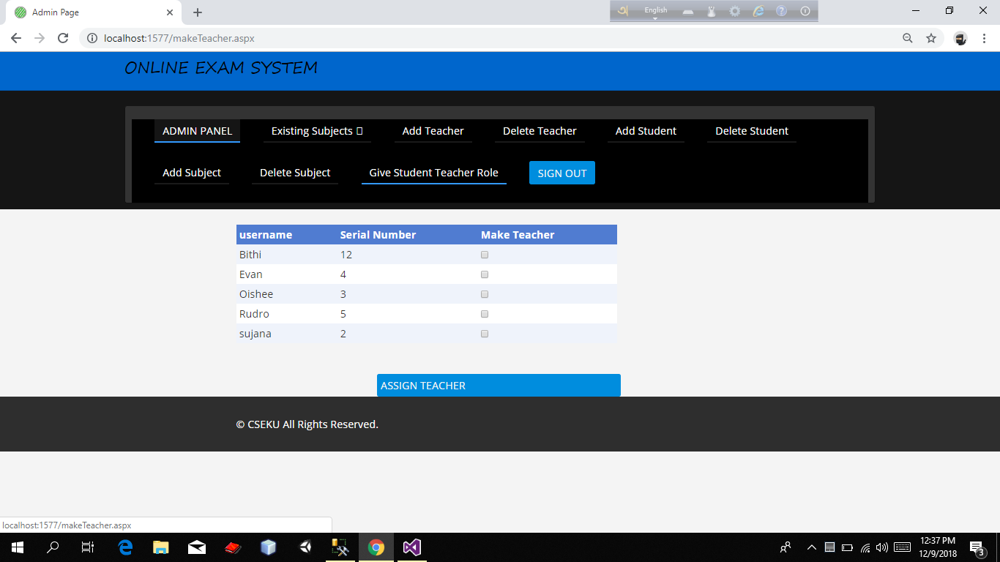 Admin Page
English
localhost:1577/makeTeacher.aspx
ONLINE EXAM SYSTEM
ADMIN PANEL Existing Subjects Add Teacher Delete Teacher Add Student Delete Student
Add Subject Delete Subject Give Student Teacher Role SIGN OUT
username Serial Number Make Teacher
Bithi 12
Evan 4
Oishee 3
Rudro 5
sujana 2
ASSIGN TEACHER
© CSEKU All Rights Reserved.
localhost:1577/makeTeacher.aspx
12:37 PM
12/9/2018
3